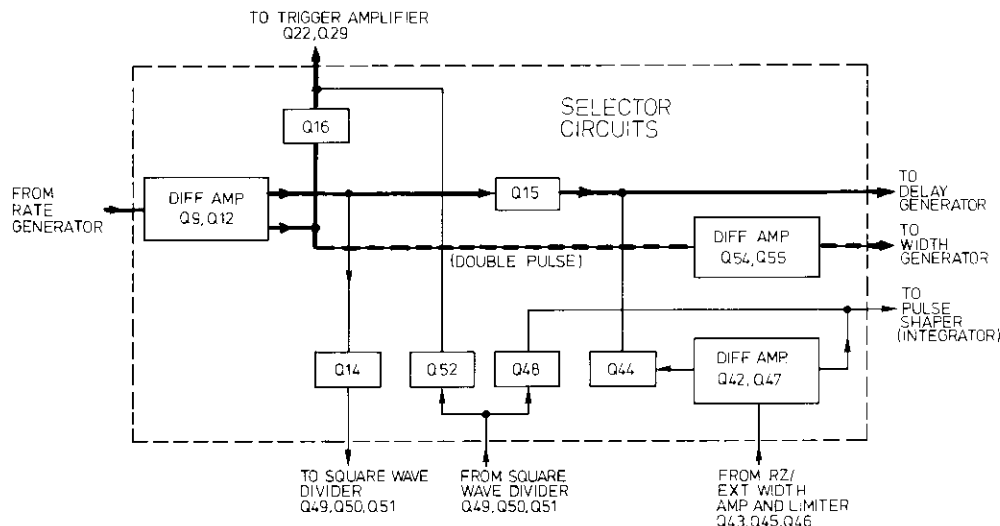 TO TRIGGER AMPLIFIER
Q22,Q29
SELECTOR
CIRCUITS
Q16
FROM
RATE
GENERATOR
DIFF AMP
Q9,Q12
Q15
TO
DELAY
GENERATOR
(DOUBLE PULSE)
DIFF AMP
Q54,Q55
TO
WIDTH
GENERATOR
TO
PULSE
SHAPER
(INTEGRATOR)
Q14
Q52
Q48
Q44
DIFF AMP.
Q42,Q47
TO SQUARE WAVE
DIVIDER
Q49,Q50,Q51
FROM SQUARE
WAVE DIVIDER
Q49,Q50,Q51
FROM RZ/
EXT WIDTH
AMP AND LIMITER
Q43,Q45,Q46